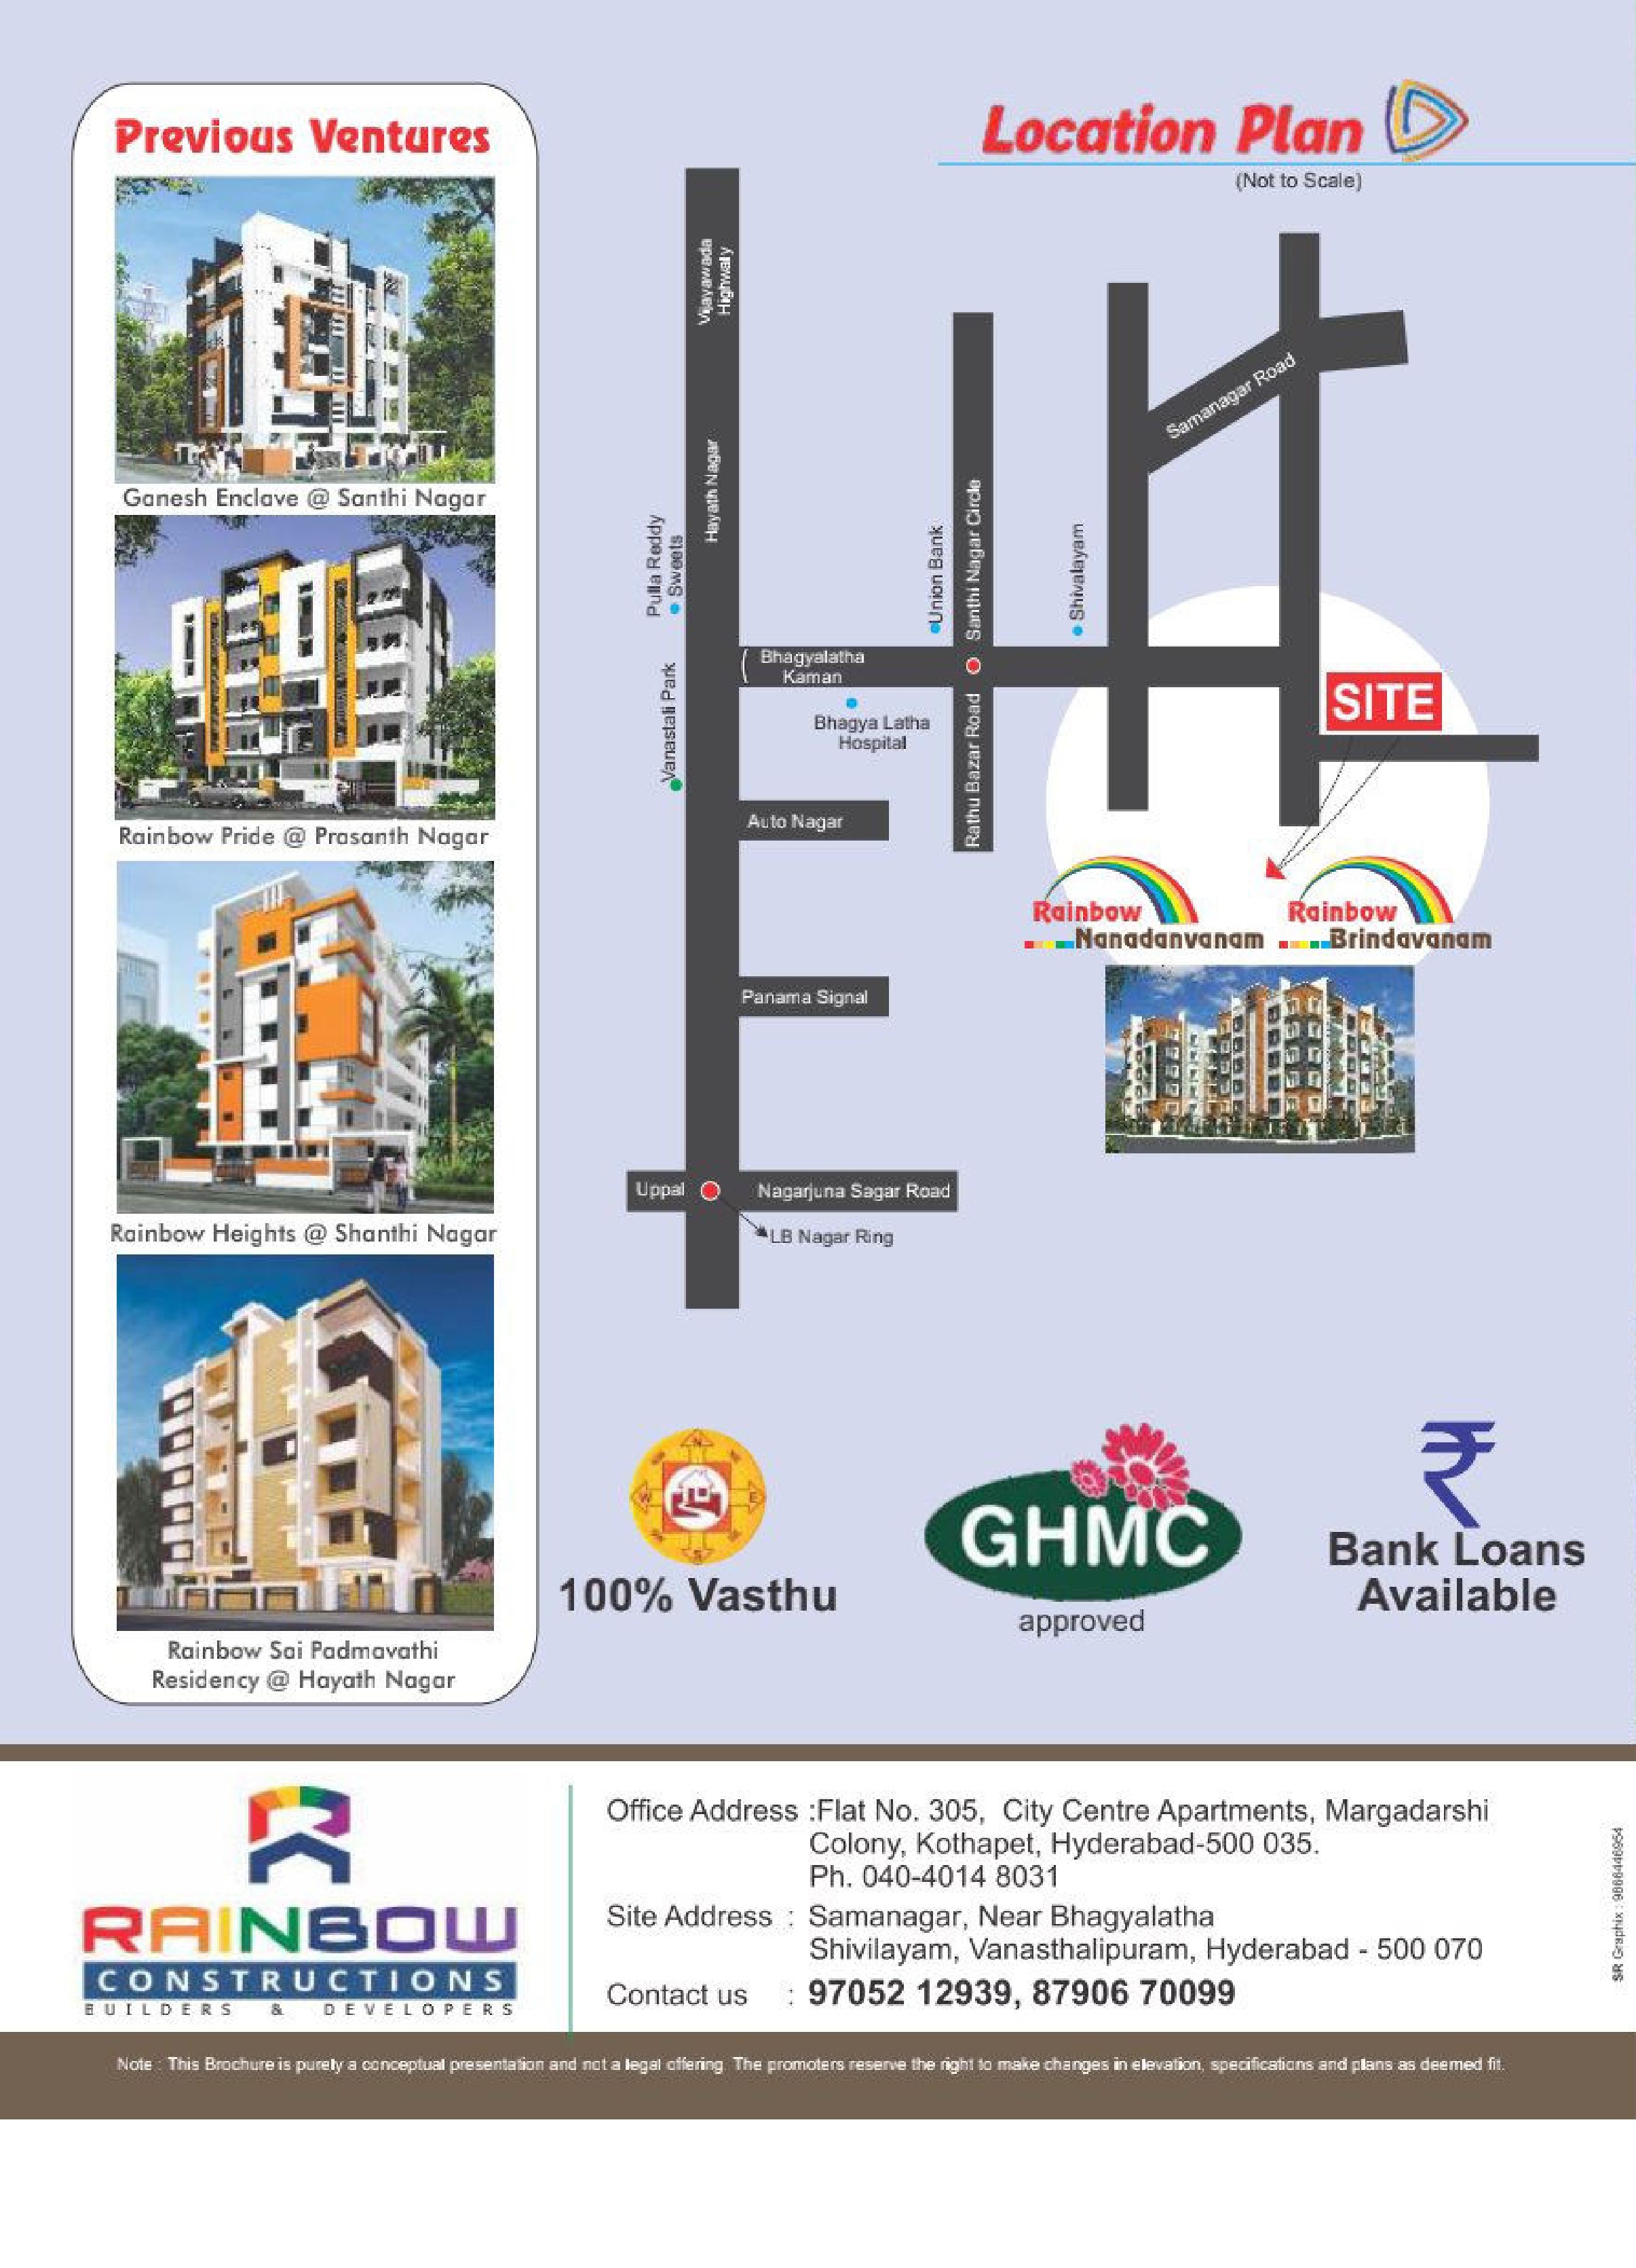 Previous Ventures
Ganesh Enclave @ Santhi Nagar
Rainbow Pride @ Prasanth Nagar
Rainbow Heights @ Shanthi Nagar
Rainbow Sai Padmavathi
Residency @ Hayath Nagar
Location Plan
(Not to Scale)
Vijayawada
Highwaly
Hayath Nagar
Pulla Reddy
Sweets
Vanastali Park
Bhagyalatha
Kaman
Bhagya Latha
Hospital
Union Bank
Santhi Nagar Circle
Rathu Bazar Road
Shivalayam
Samanagar Road
SITE
Auto Nagar
Panama Signal
Uppal
Nagarjuna Sagar Road
LB Nagar Ring
Rainbow
Nanadanvanam
Rainbow
Brindavanam
N
W
E
S
100% Vasthu
GHMC
approved
₹
Bank Loans
Available
RAINBOW
CONSTRUCTIONS
BUILDERS & DEVELOPERS
Office Address :Flat No. 305, City Centre Apartments, Margadarshi
Colony, Kothapet, Hyderabad-500 035.
Ph. 040-4014 8031
Site Address : Samanagar, Near Bhagyalatha
Shivilayam, Vanasthalipuram, Hyderabad - 500 070
Contact us : 97052 12939, 87906 70099
SR Graphix : 9866446954
Note : This Brochure is purely a conceptual presentation and not a legal offering. The promoters reserve the right to make changes in elevation, specifications and plans as deemed fit.